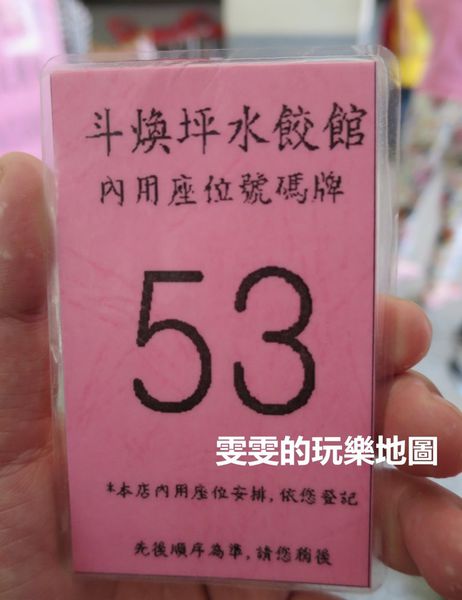 斗煥坪水餃館
內用座位號碼牌
53
雯雯的玩樂地圖
*本店內用座位安排,依您登記
先後順序為準,請您稍後